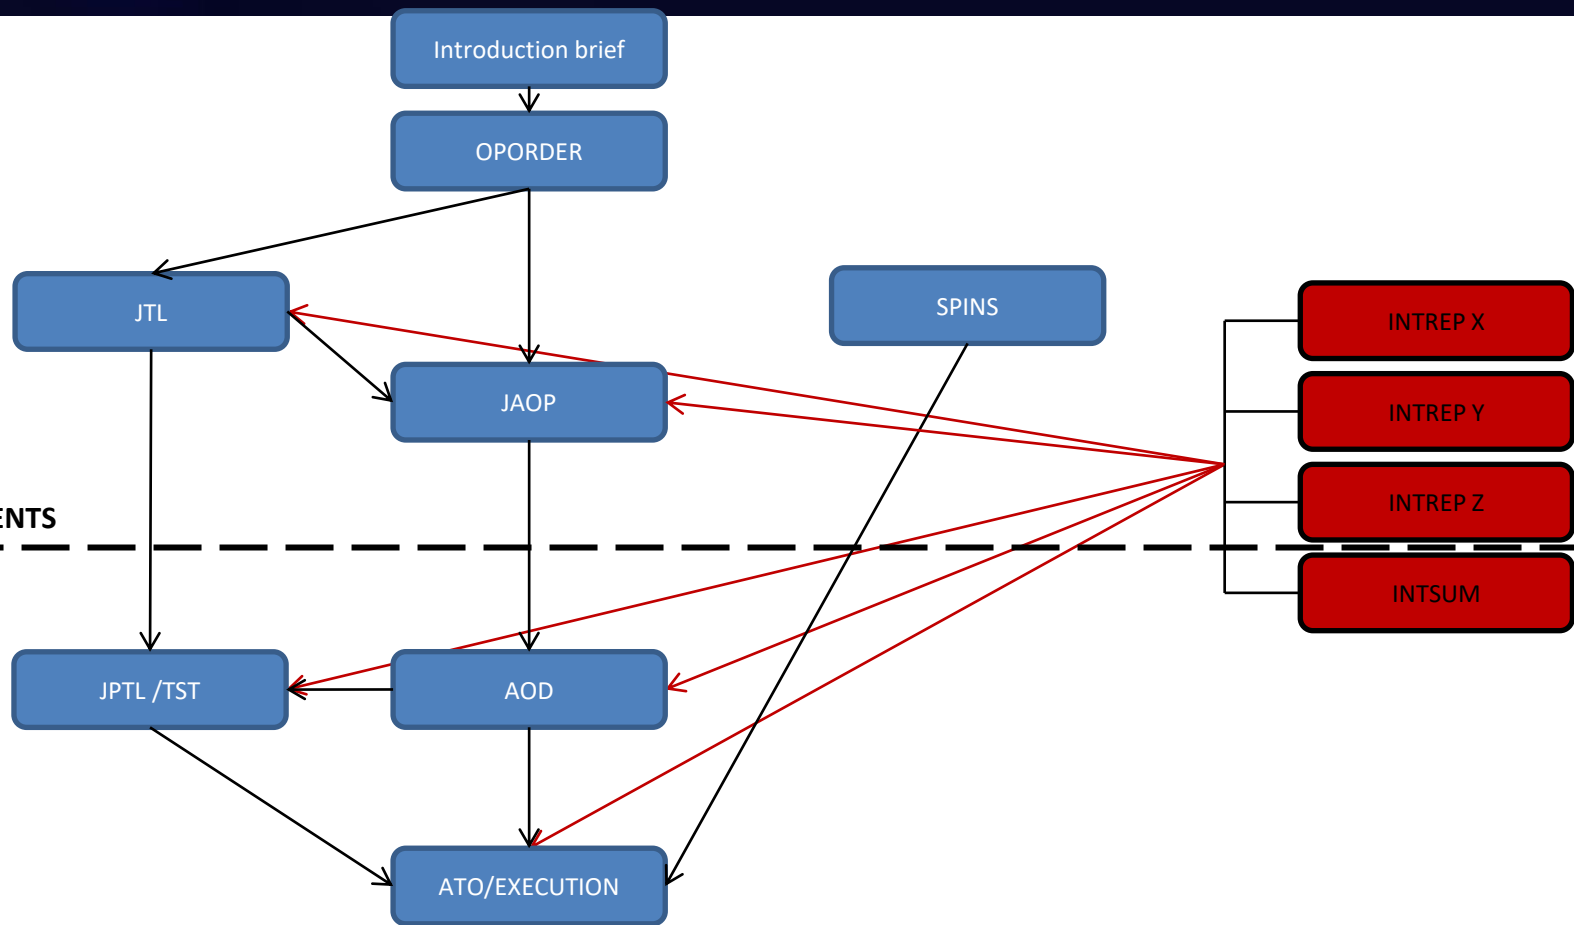 Introduction brief
OPORDER
JTL
SPINS
INTREP X
JAOP
INTREP Y
INTREP Z
ENTS
INTSUM
JPTL /TST
AOD
ATO/EXECUTION